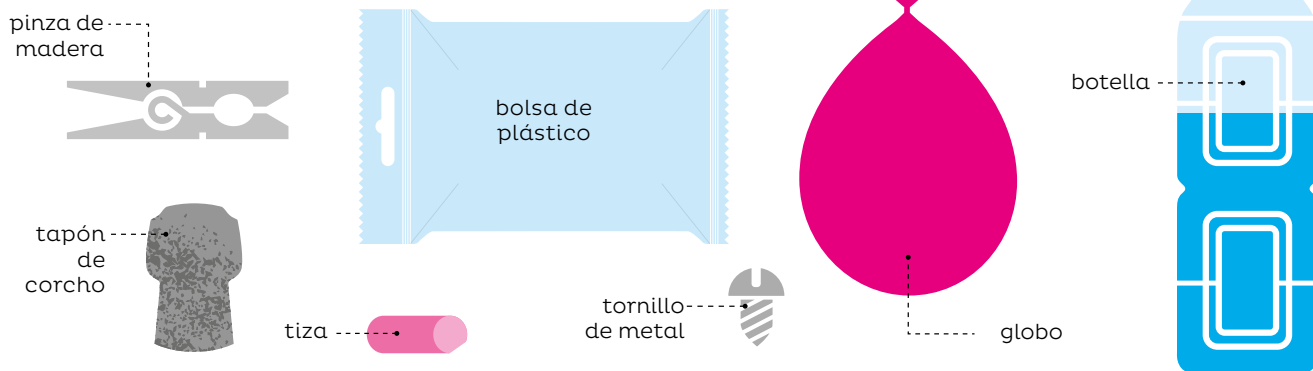 pinza de
madera
bolsa de
plástico
botella
tapón
de
corcho
tiza
tornillo
de metal
globo